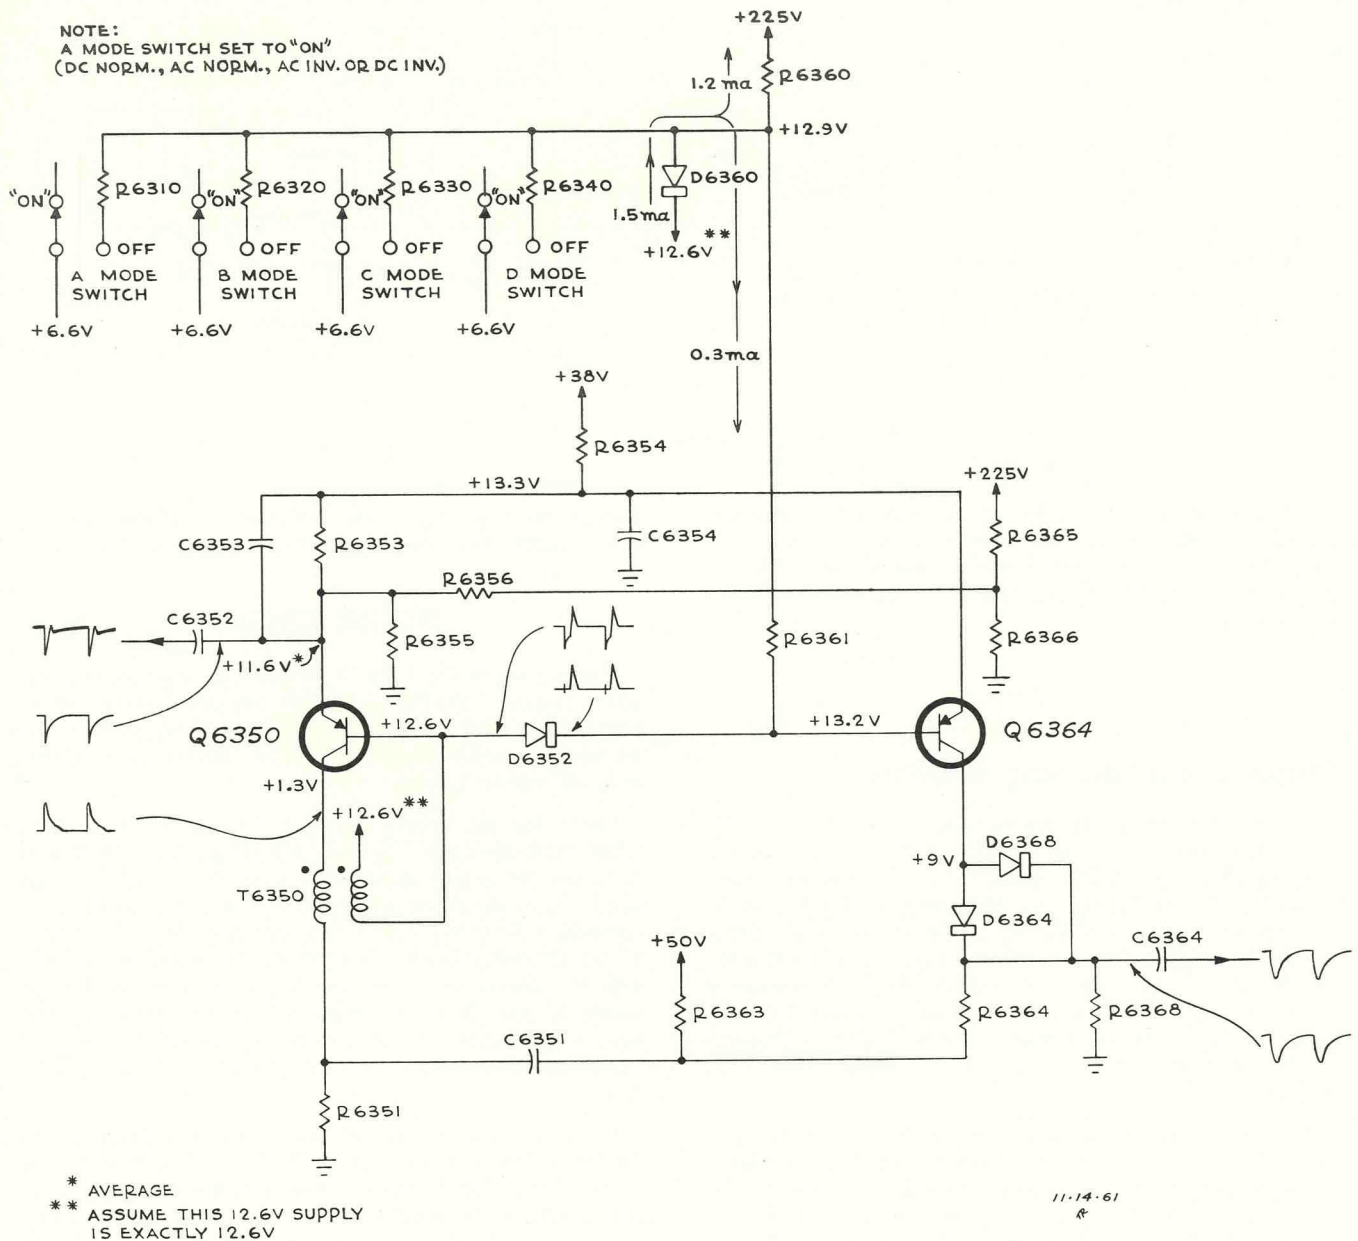 NOTE:
A MODE SWITCH SET TO "ON"
(DC NORM., AC NORM., AC INV. OR DC INV.)
+225V
1.2 ma
R6360
+12.9V
"ON"
R6310
"ON"
R6320
"ON"
R6330
"ON"
R6340
D6360
1.5 ma
**
+12.6V
OFF
OFF
OFF
OFF
A MODE
SWITCH
B MODE
SWITCH
C MODE
SWITCH
D MODE
SWITCH
+6.6V
+6.6V
+6.6V
+6.6V
0.3 ma
+38V
R6354
+13.3V
+225V
C6353
R6353
C6354
R6365
R6356
C6352
R6355
R6361
R6366
+11.6V*
Q6350
+12.6V
D6352
+13.2V
Q6364
+1.3V
+12.6V**
T6350
+9V
D6368
D6364
+50V
C6364
R6363
R6364
R6368
C6351
R6351
* AVERAGE
** ASSUME THIS 12.6V SUPPLY
IS EXACTLY 12.6V
11-14-61